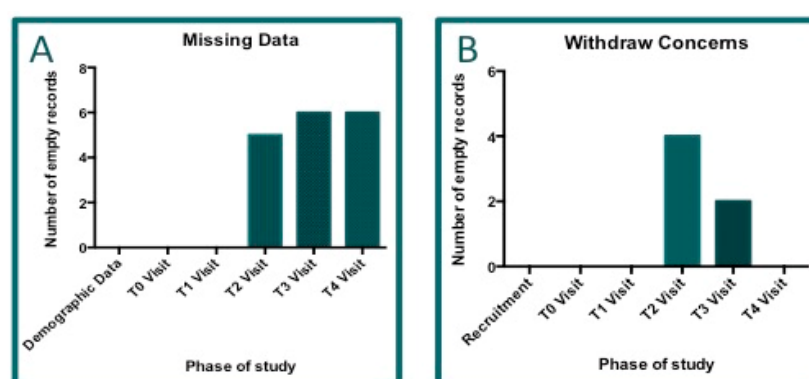 A
Missing Data
Number of empty records
8
6
4
2
0
Demographic Data
T0 Visit
T1 Visit
T2 Visit
T3 Visit
T4 Visit
Phase of study
B
Withdraw Concerns
Number of empty records
6
4
2
0
Recruitment
T0 Visit
T1 Visit
T2 Visit
T3 Visit
T4 Visit
Phase of study